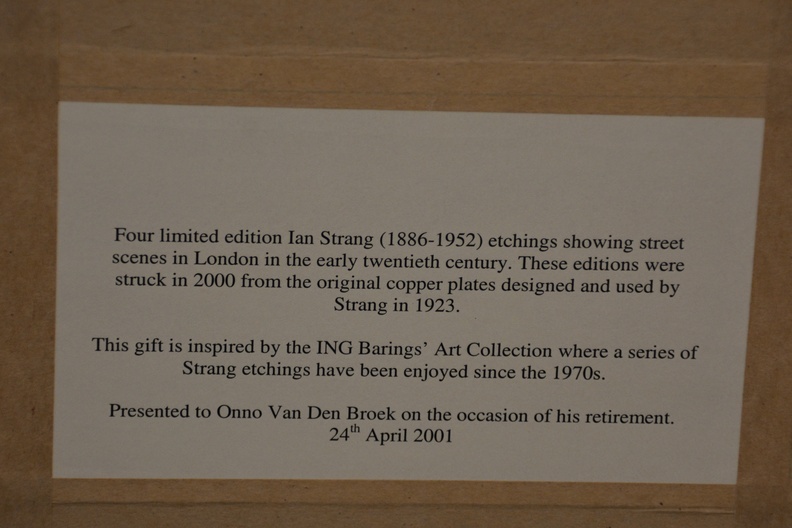 Four limited edition Ian Strang (1886-1952) etchings showing street
scenes in London in the early twentieth century. These editions were
struck in 2000 from the original copper plates designed and used by
Strang in 1923.
This gift is inspired by the ING Barings' Art Collection where a series of
Strang etchings have been enjoyed since the 1970s.
Presented to Onno Van Den Broek on the occasion of his retirement.
24th April 2001